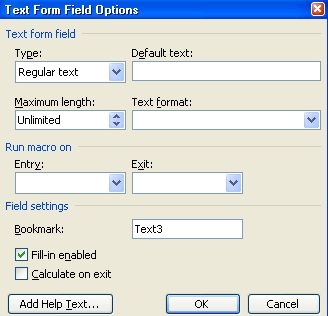 Text Form Field Options
Text form field
Type: Default text:
Regular text
Maximum length: Text format:
Unlimited
Run macro on
Entry: Exit:
Field settings
Bookmark: Text3
Fill-in enabled
Calculate on exit
Add Help Text... OK Cancel